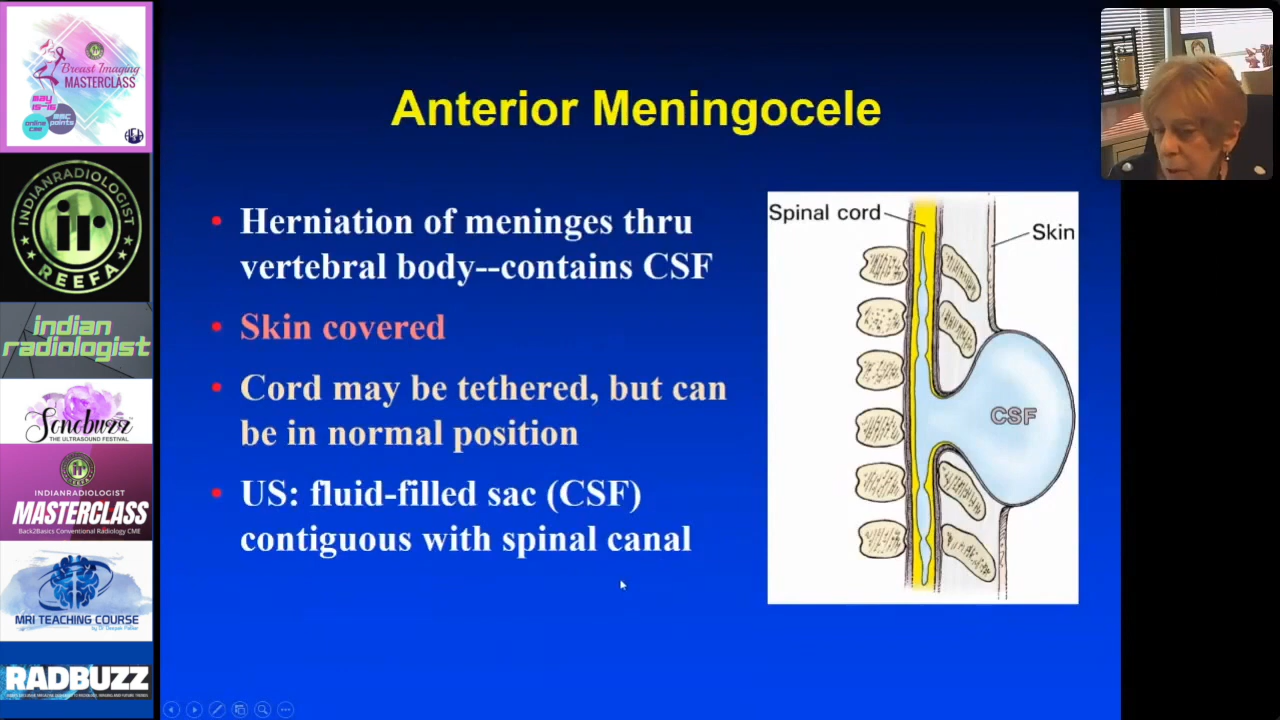 Anterior Meningocele
Herniation of meninges thru
vertebral body--contains CSF
Skin covered
Cord may be tethered, but can
be in normal position
US: fluid-filled sac (CSF)
contiguous with spinal canal
Spinal cord
Skin
CSF
Breast Imaging
MASTERCLASS
may
15-16
online
cme
points
INDIANRADIOLOGIST
ir
REEFA
indian
radiologist
Sonobuzz
THE ULTRASOUND FESTIVAL
INDIANRADIOLOGIST
MASTERCLASS
Back2Basics Conventional Radiology CME
MRI TEACHING COURSE
RADBUZZ